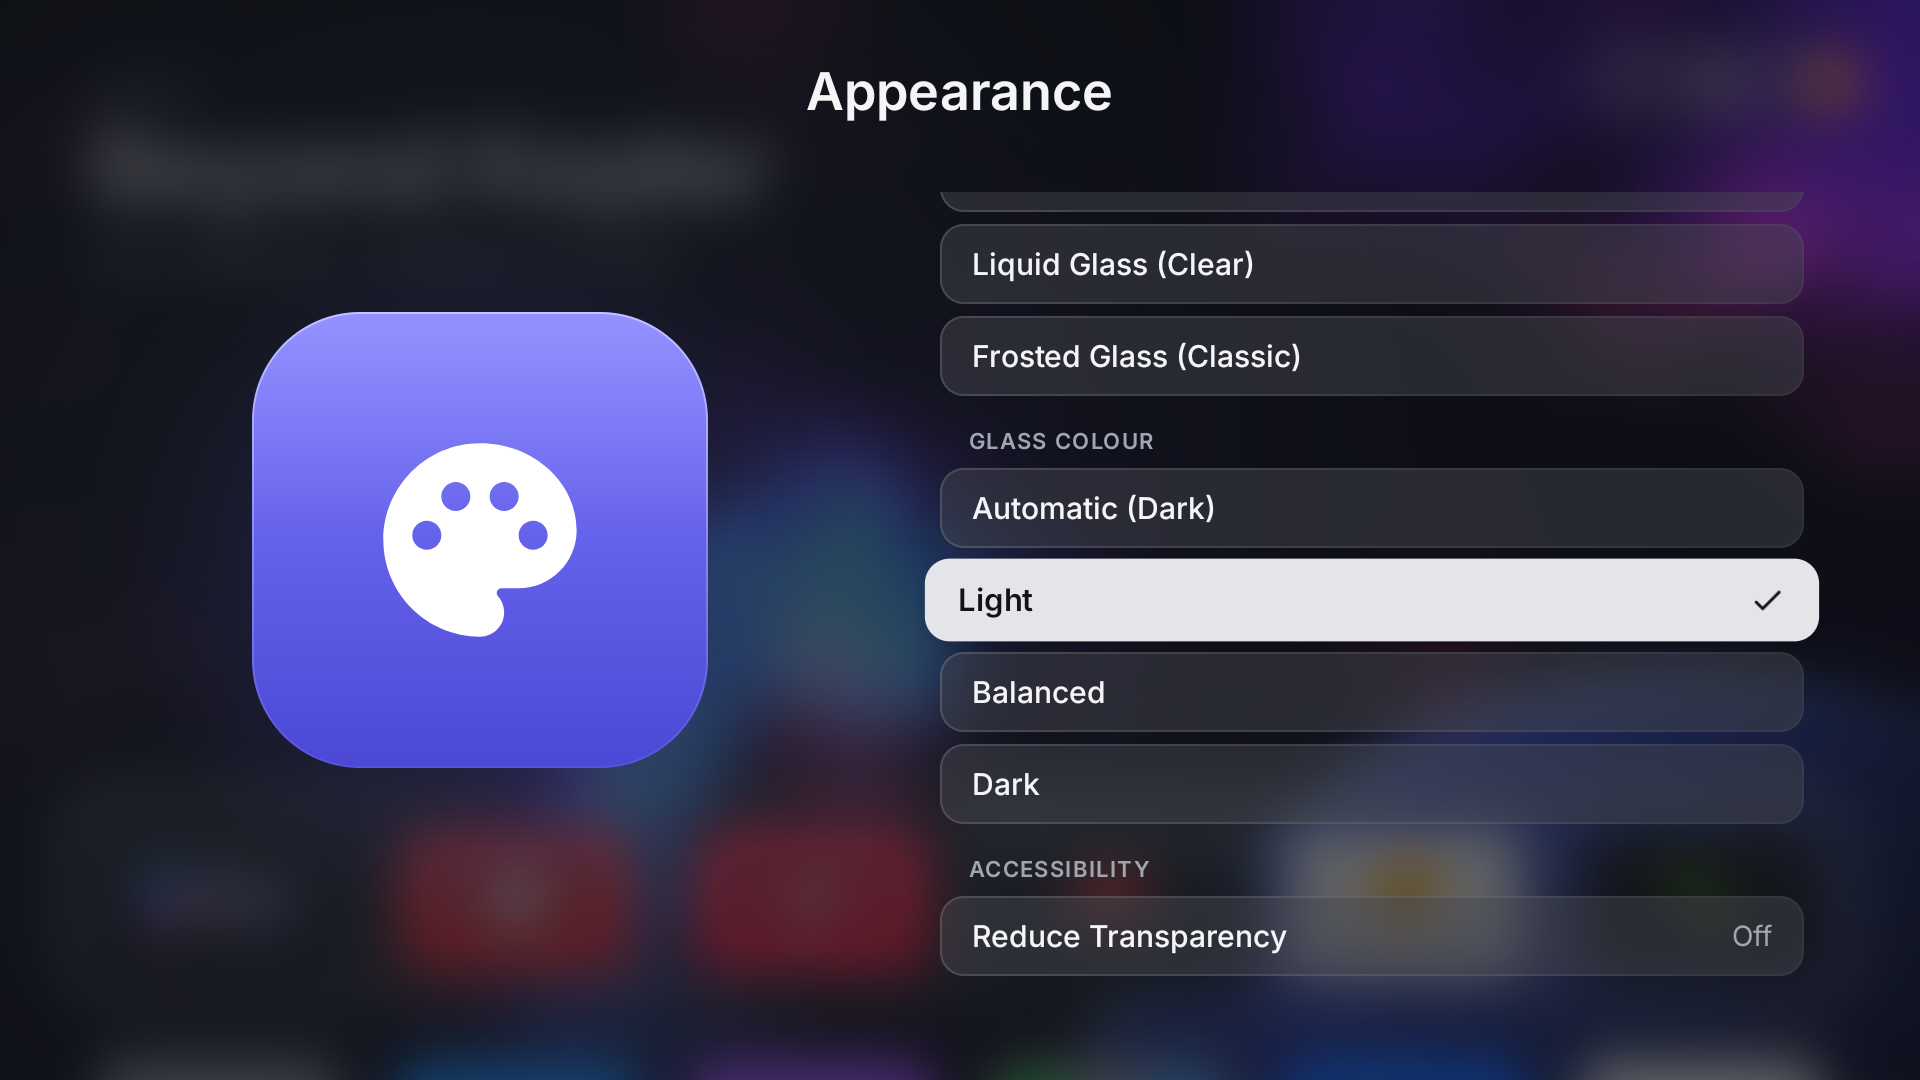 Appearance
Liquid Glass (Clear)
Frosted Glass (Classic)
GLASS COLOUR
Automatic (Dark)
Light
Balanced
Dark
ACCESSIBILITY
Reduce Transparency Off